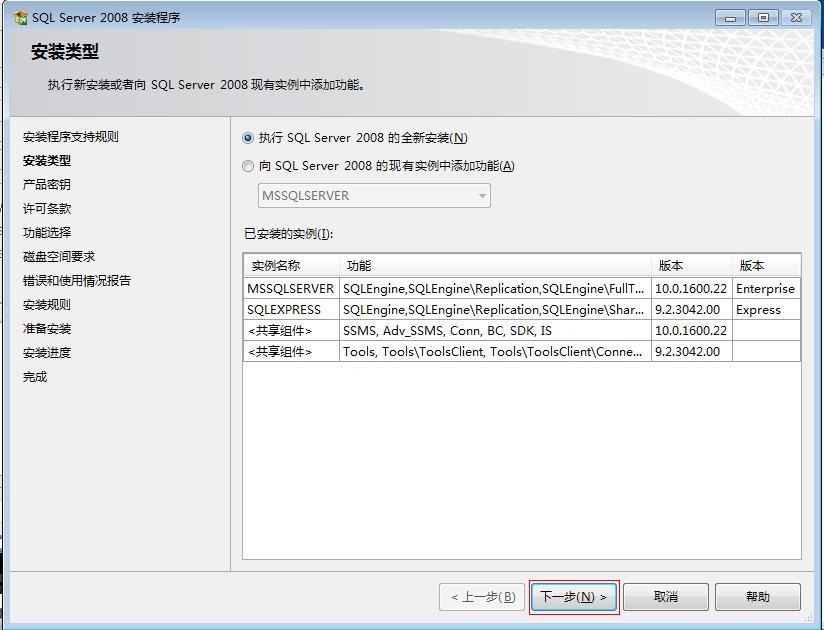 SQL Server 2008 安装程序
安装类型
执行新安装或者向 SQL Server 2008 现有实例中添加功能。
安装程序支持规则
安装类型
产品密钥
许可条款
功能选择
磁盘空间要求
错误和使用情况报告
安装规则
准备安装
安装进度
完成
执行 SQL Server 2008 的全新安装(N)
向 SQL Server 2008 的现有实例中添加功能(A)
MSSQLSERVER
已安装的实例(I):
实例名称 功能 版本 版本
MSSQLSERVER SQLEngine,SQLEngine\Replication,SQLEngine\FullT... 10.0.1600.22 Enterprise
SQLEXPRESS SQLEngine,SQLEngine\Replication,SQLEngine\Shar... 9.2.3042.00 Express
<共享组件> SSMS, Adv_SSMS, Conn, BC, SDK, IS 10.0.1600.22
<共享组件> Tools, Tools\ToolsClient, Tools\ToolsClient\Conne... 9.2.3042.00
< 上一步(B) 下一步(N) > 取消 帮助